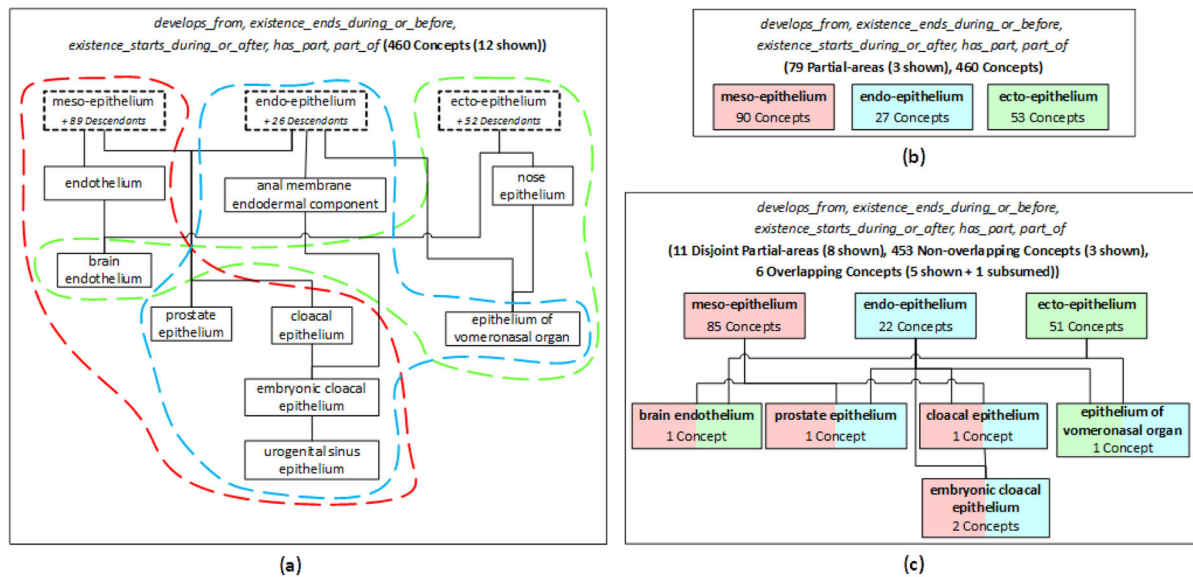 develops_from, existence_ends_during_or_before,
existence_starts_during_or_after, has_part, part_of (460 Concepts (12 shown))
meso-epithelium
+ 89 Descendants
endo-epithelium
+ 26 Descendants
ecto-epithelium
+ 52 Descendants
endothelium
anal membrane
endodermal component
nose
epithelium
brain
endothelium
prostate
epithelium
cloacal
epithelium
epithelium of
vomeronasal organ
embryonic cloacal
epithelium
urogenital sinus
epithelium
(a)
develops_from, existence_ends_during_or_before,
existence_starts_during_or_after, has_part, part_of
(79 Partial-areas (3 shown), 460 Concepts)
meso-epithelium
90 Concepts
endo-epithelium
27 Concepts
ecto-epithelium
53 Concepts
(b)
develops_from, existence_ends_during_or_before,
existence_starts_during_or_after, has_part, part_of
(11 Disjoint Partial-areas (8 shown), 453 Non-overlapping Concepts (3 shown),
6 Overlapping Concepts (5 shown + 1 subsumed))
meso-epithelium
85 Concepts
endo-epithelium
22 Concepts
ecto-epithelium
51 Concepts
brain endothelium
1 Concept
prostate epithelium
1 Concept
cloacal epithelium
1 Concept
epithelium of
vomeronasal organ
1 Concept
embryonic cloacal
epithelium
2 Concepts
(c)